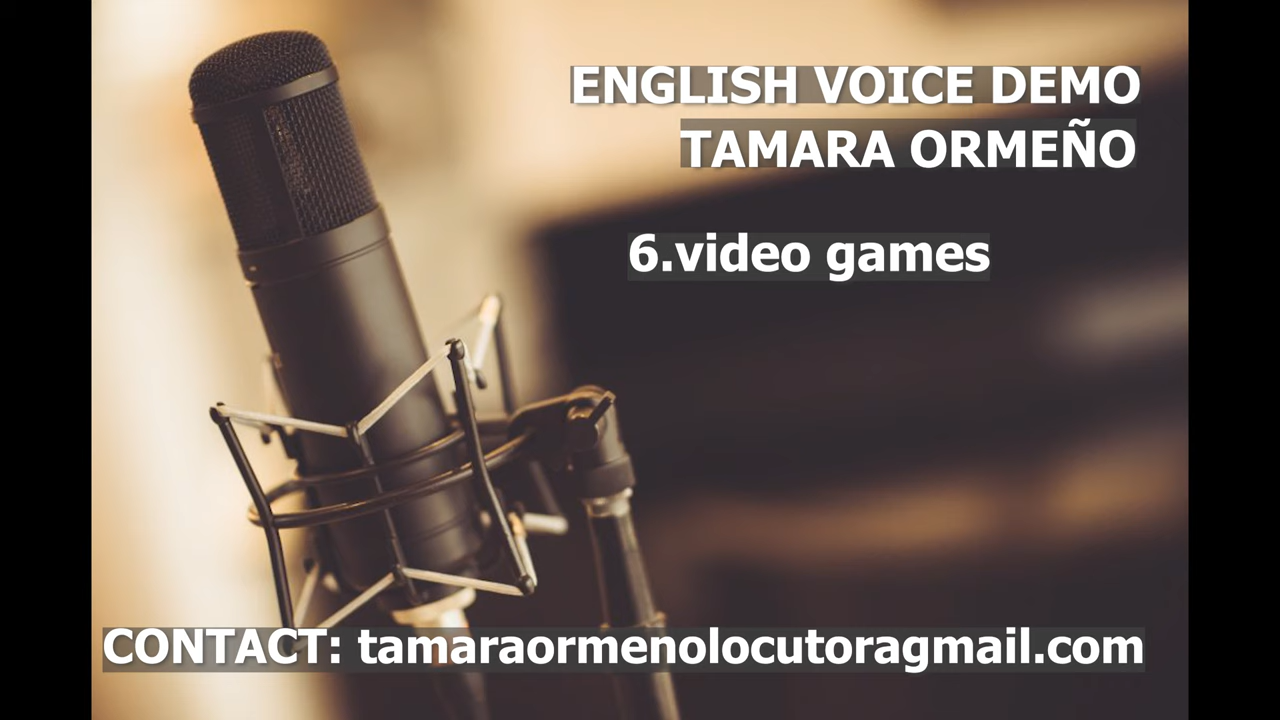 ENGLISH VOICE DEMO
TAMARA ORMEÑO
6.video games
CONTACT: tamaraormenolocutoragmail.com